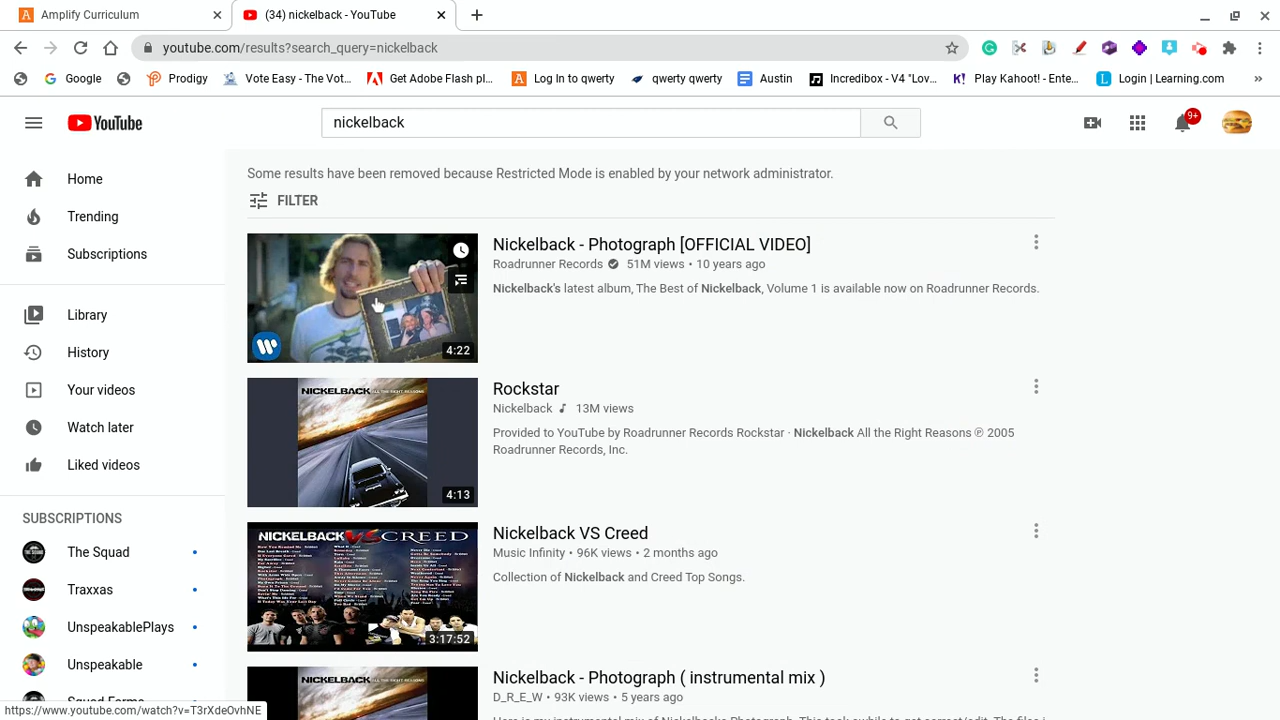 Amplify Curriculum
(34) nickelback - YouTube
youtube.com/results?search_query=nickelback
Google
Prodigy
Vote Easy - The Vot...
Get Adobe Flash pl...
Log In to qwerty
qwerty qwerty
Austin
Incredibox - V4 "Lov...
Play Kahoot! - Ente...
Login | Learning.com
»
YouTube
nickelback
9+
Home
Trending
Subscriptions
Library
History
Your videos
Watch later
Liked videos
SUBSCRIPTIONS
The Squad
Traxxas
UnspeakablePlays
Unspeakable
Some results have been removed because Restricted Mode is enabled by your network administrator.
FILTER
4:22
Nickelback - Photograph [OFFICIAL VIDEO]
Roadrunner Records 51M views • 10 years ago
Nickelback's latest album, The Best of Nickelback, Volume 1 is available now on Roadrunner Records.
NICKELBACK ALL THE RIGHT REASONS
4:13
Rockstar
Nickelback 13M views
Provided to YouTube by Roadrunner Records Rockstar · Nickelback All the Right Reasons ℗ 2005
Roadrunner Records, Inc.
NICKELBACK VS CREED
3:17:52
Nickelback VS Creed
Music Infinity • 96K views • 2 months ago
Collection of Nickelback and Creed Top Songs.
NICKELBACK
Nickelback - Photograph ( instrumental mix )
D_R_E_W • 93K views • 5 years ago
https://www.youtube.com/watch?v=T3rXdeOvhNE